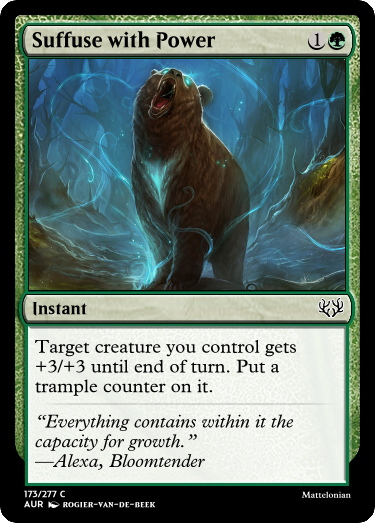 Suffuse with Power 1
Instant
Target creature you control gets
+3/+3 until end of turn. Put a
trample counter on it.
“Everything contains within it the
capacity for growth.”
—Alexa, Bloomtender
173/277 C
AUR ROGIER-VAN-DE-BEEK
Mattelonian